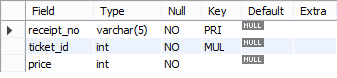 Field Type Null Key Default Extra
receipt_no varchar(5) NO PRI NULL
ticket_id int NO MUL NULL
price int NO NULL